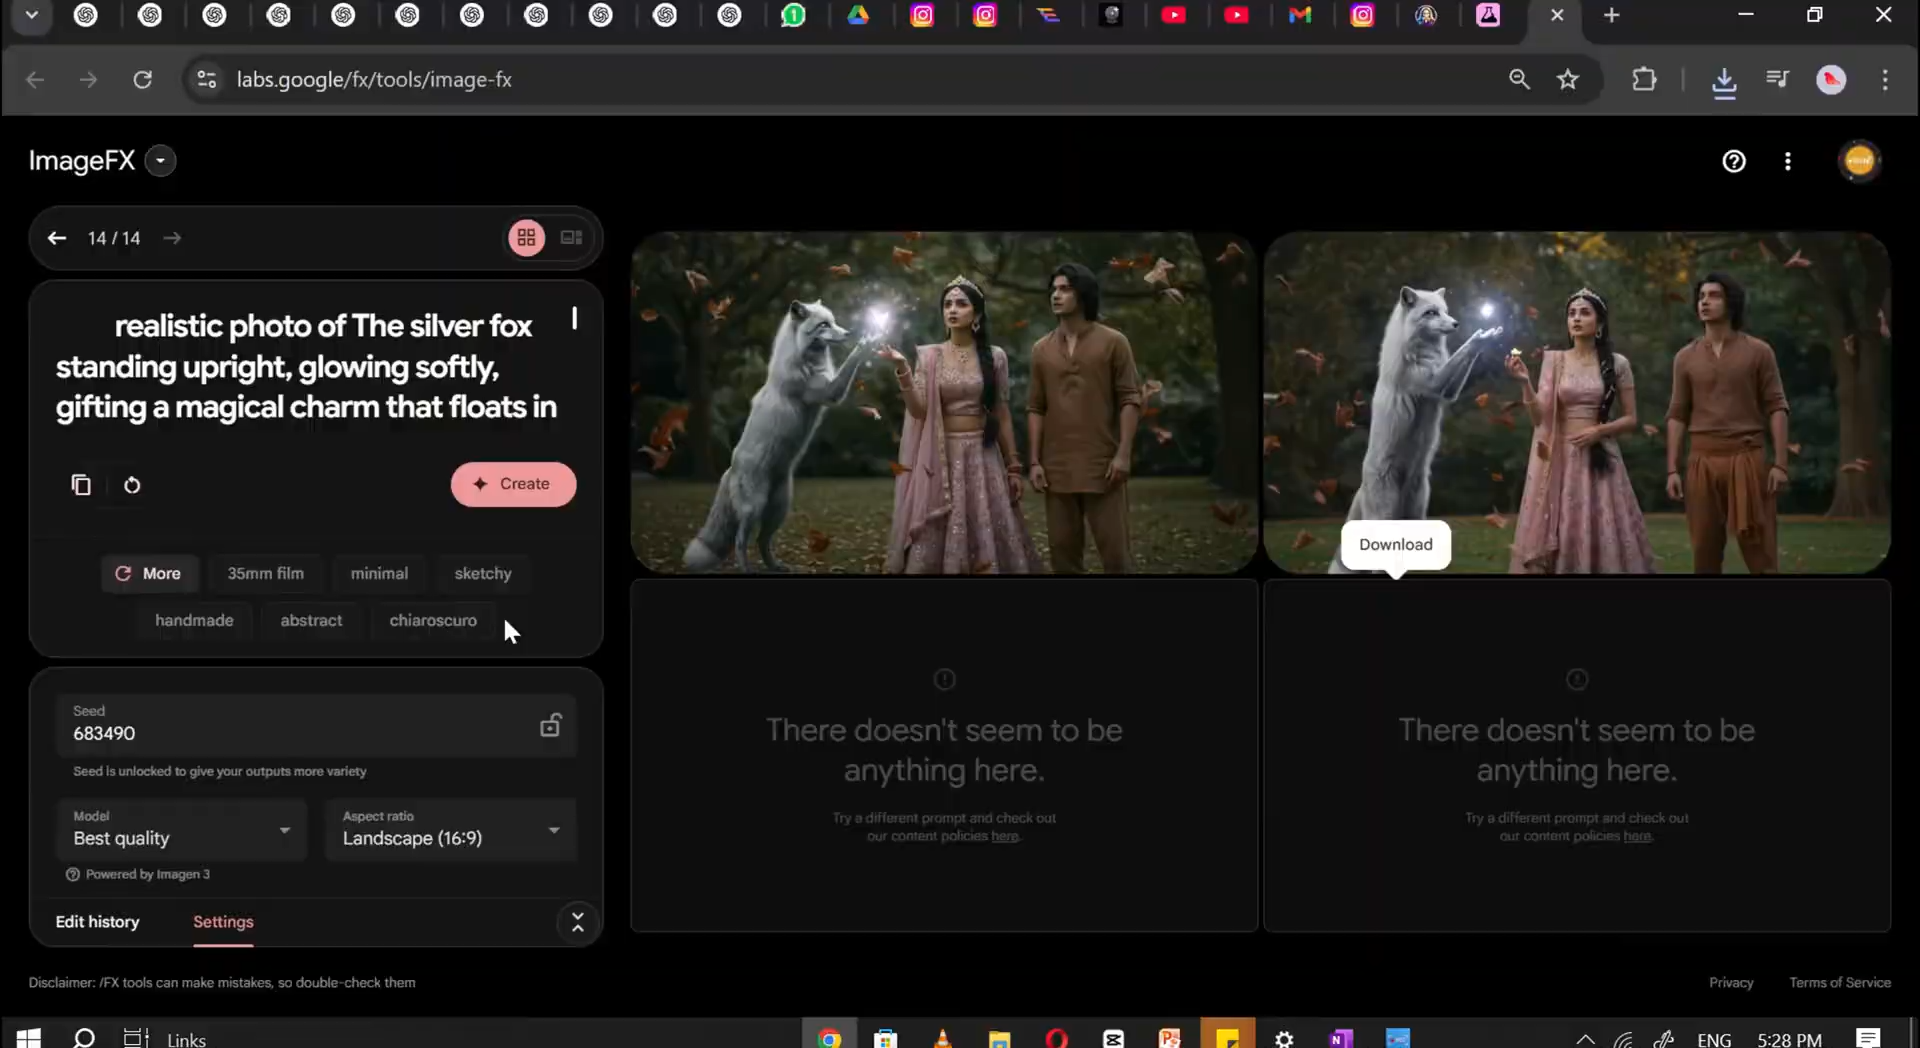 1
labs.google/fx/tools/image-fx
ImageFX
14 / 14
realistic photo of The silver fox
standing upright, glowing softly,
gifting a magical charm that floats in
Create
More
35mm film
minimal
sketchy
handmade
abstract
chiaroscuro
Seed
683490
Seed is unlocked to give your outputs more variety
Model
Best quality
Aspect ratio
Landscape (16:9)
Powered by Imagen 3
Edit history
Settings
Download
There doesn't seem to be
anything here.
Try a different prompt and check out
our content policies here.
There doesn't seem to be
anything here.
Try a different prompt and check out
our content policies here.
Disclaimer: /FX tools can make mistakes, so double-check them
Privacy
Terms of Service
Links
ENG
5:28 PM